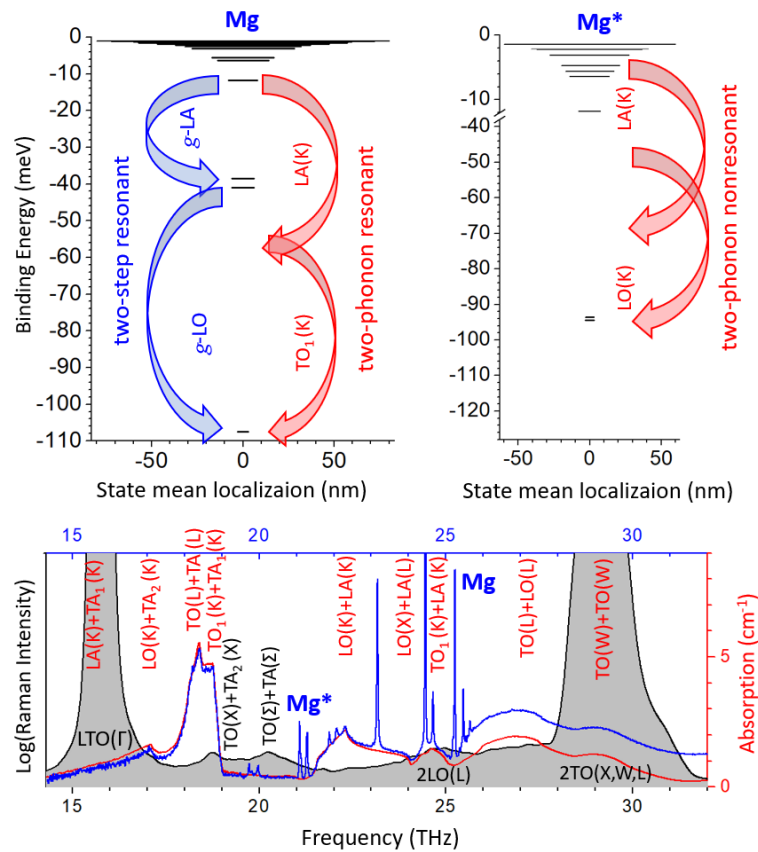 Mg
0
-10
-20
-30
-40
-50
-60
-70
-80
-90
-100
-110
Binding Energy (meV)
two-step resonant
g-LA
g-LO
LA(K)
TO₁(K)
two-phonon resonant
-50
0
50
State mean localizaion (nm)
Mg*
0
-10
-40
-50
-60
-70
-80
-90
-100
-110
-120
LA(K)
LO(K)
two-phonon nonresonant
-50
0
50
State mean localizaion (nm)
15
20
25
30
Log(Raman Intensity)
LA(K)+TA₁ (K)
LO(K)+TA₂ (K)
TO(L)+TA (L)
TO₁ (K)+TA₁ (K)
TO(X)+TA₂ (X)
TO(Σ)+TA(Σ)
LO(K)+LA(K)
LO(X)+LA(L)
TO₁ (K)+LA (K)
TO(L)+LO(L)
TO(W)+TO(W)
Mg*
Mg
LTO(Γ)
2LO(L)
2TO(X,W,L)
5
0
Absorption (cm⁻¹)
15
20
25
30
Frequency (THz)